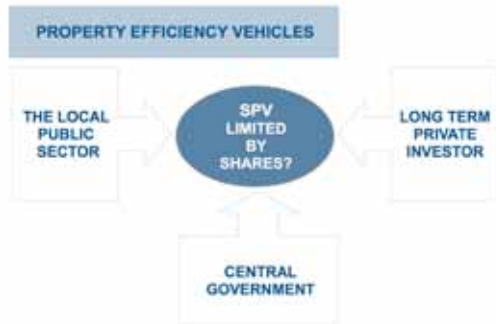 PROPERTY EFFICIENCY VEHICLES
THE LOCAL
PUBLIC
SECTOR
SPV
LIMITED
BY
SHARES?
LONG TERM
PRIVATE
INVESTOR
CENTRAL
GOVERNMENT